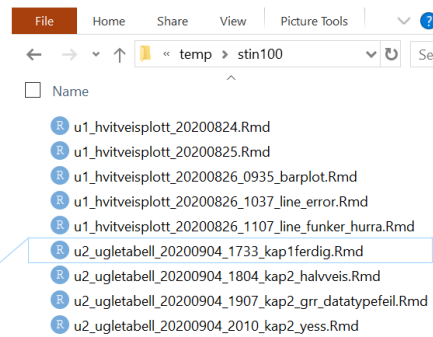 File Home Share View Picture Tools ?
« temp > stin100 Se
Name
R u1_hvitveisplott_20200824.Rmd
R u1_hvitveisplott_20200825.Rmd
R u1_hvitveisplott_20200826_0935_barplot.Rmd
R u1_hvitveisplott_20200826_1037_line_error.Rmd
R u1_hvitveisplott_20200826_1107_line_funker_hurra.Rmd
R u2_ugletabell_20200904_1733_kap1ferdig.Rmd
R u2_ugletabell_20200904_1804_kap2_halvveis.Rmd
R u2_ugletabell_20200904_1907_kap2_grr_datatypefeil.Rmd
R u2_ugletabell_20200904_2010_kap2_yess.Rmd